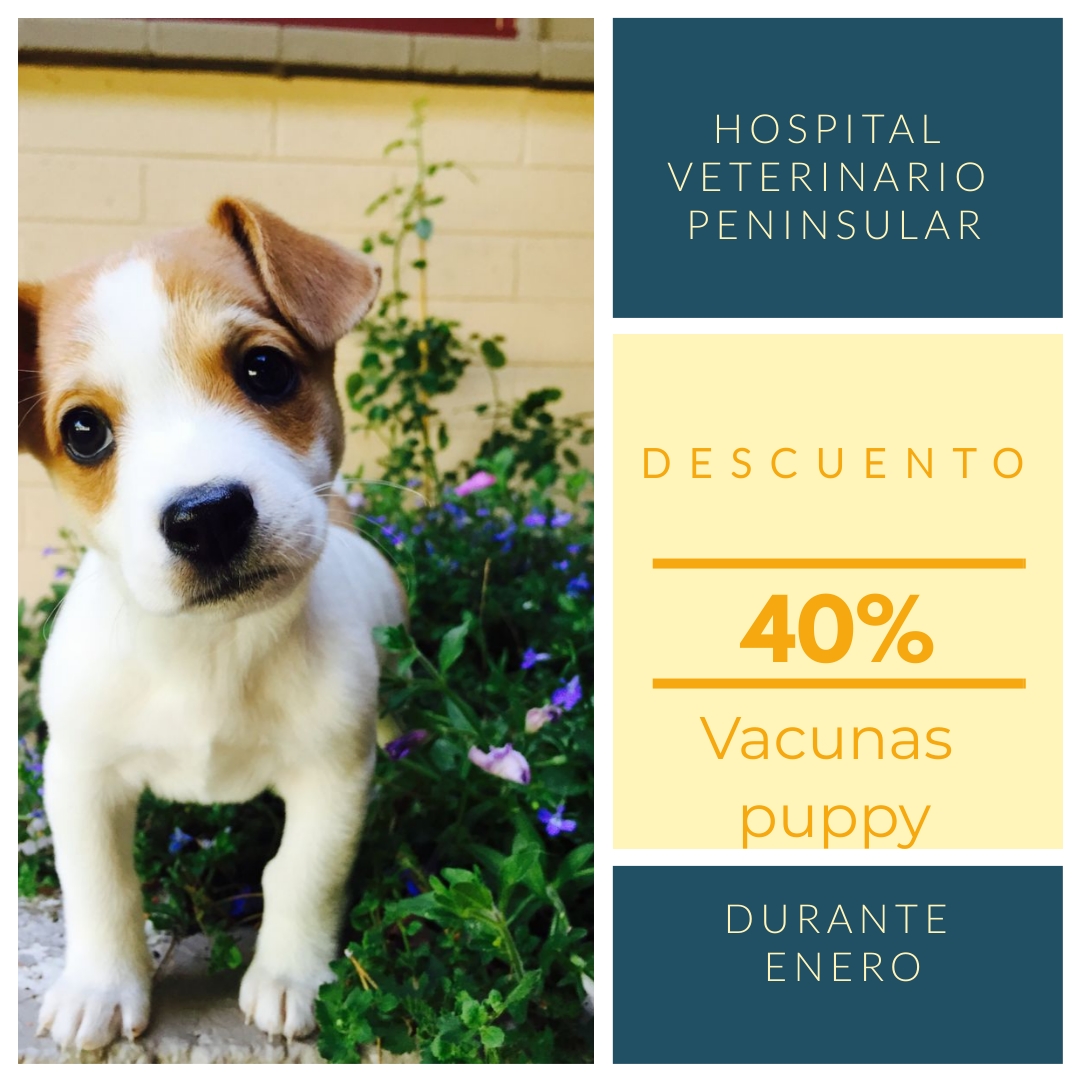 HOSPITAL
VETERINARIO
PENINSULAR
DESCUENTO
40%
Vacunas
puppy
DURANTE
ENERO